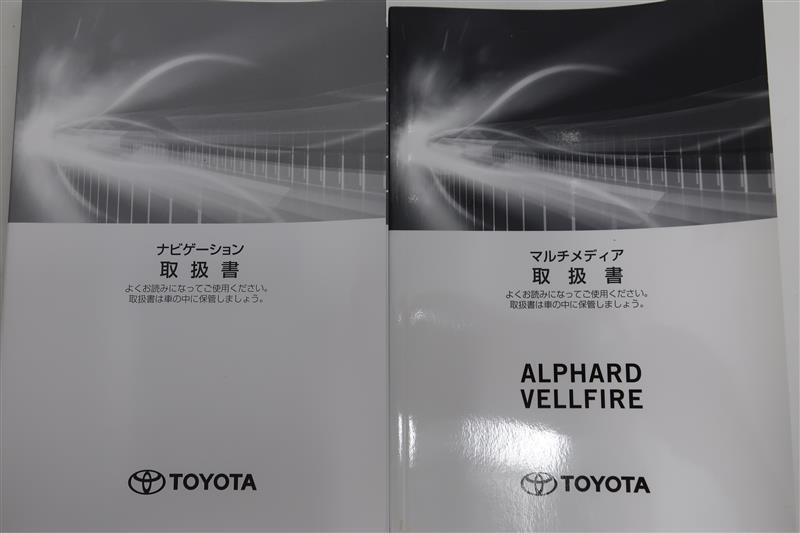 ナビゲーション
取扱書
よくお読みになってご使用ください。
取扱書は車の中に保管しましょう。
TOYOTA
マルチメディア
取扱書
よくお読みになってご使用ください。
取扱書は車の中に保管しましょう。
ALPHARD
VELLFIRE
TOYOTA